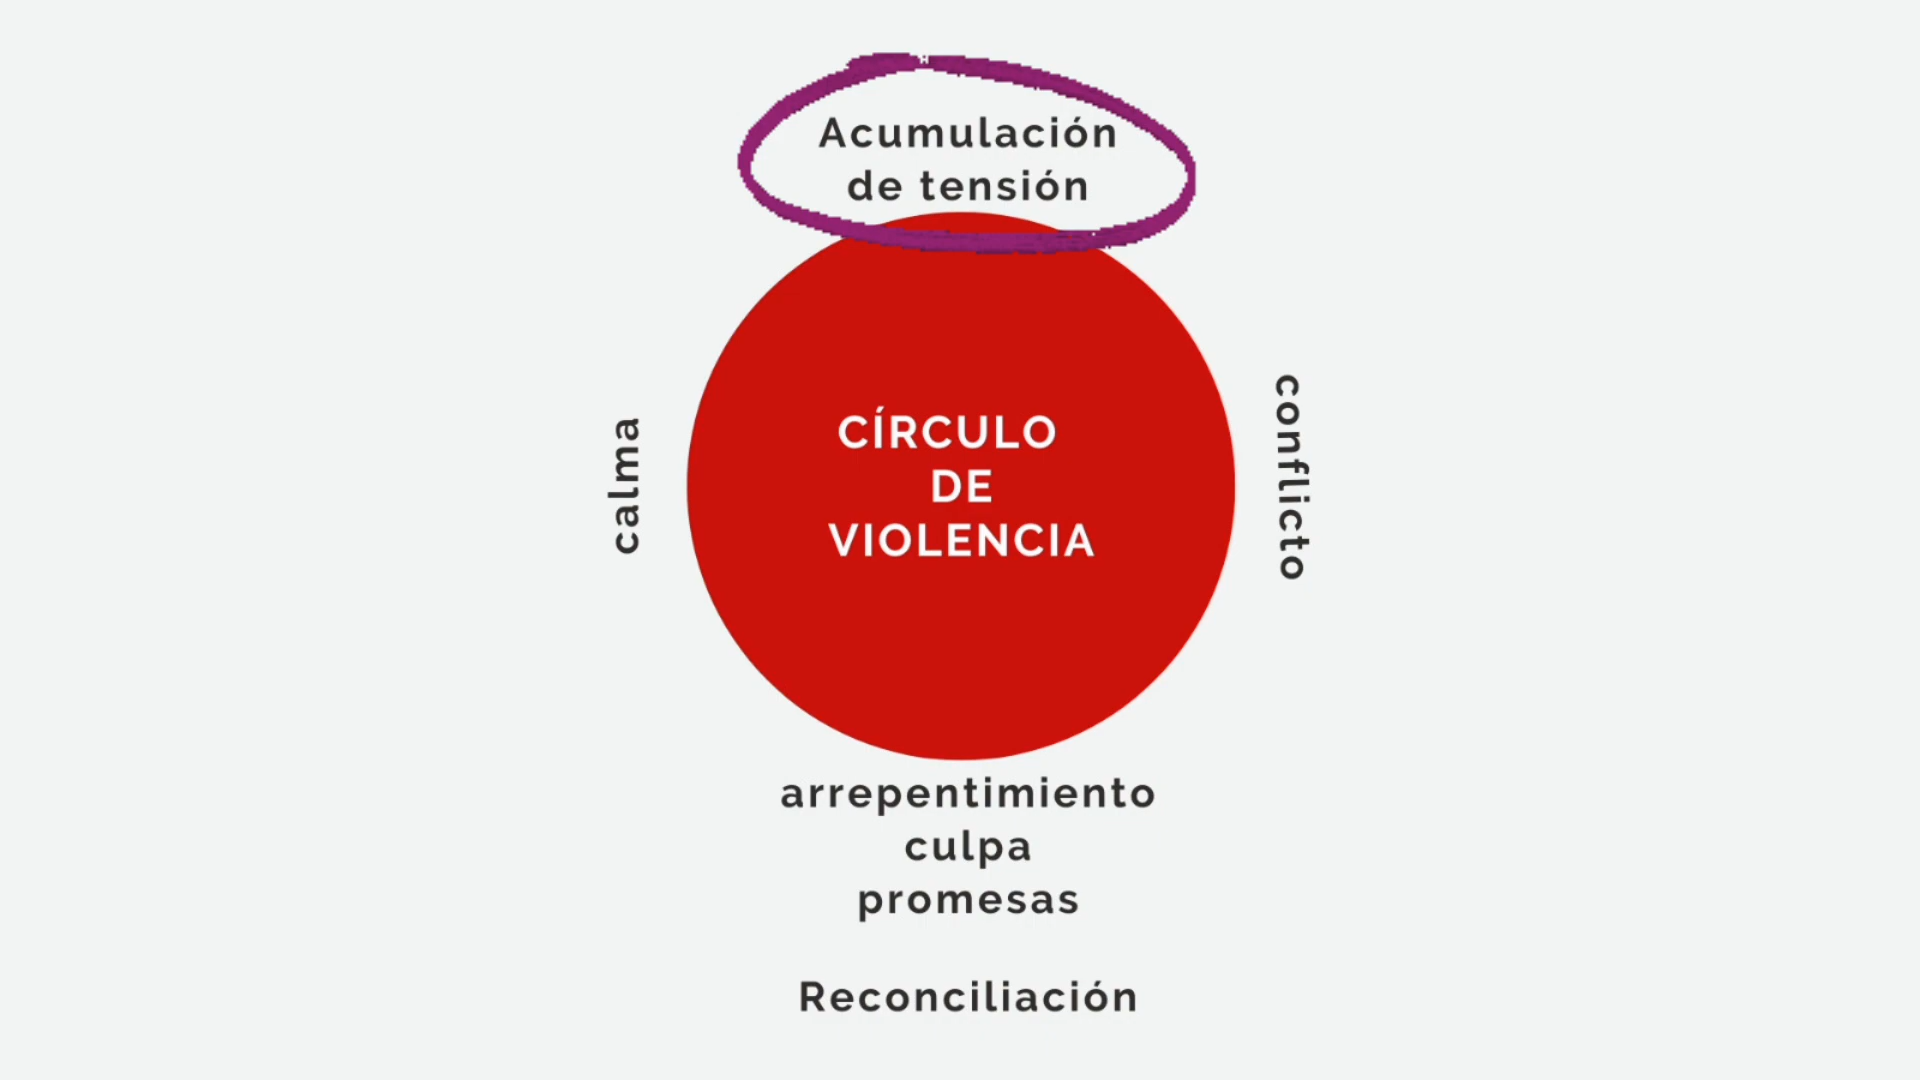 Acumulación
de tensión
calma
CÍRCULO
DE
VIOLENCIA
conflicto
arrepentimiento
culpa
promesas
Reconciliación